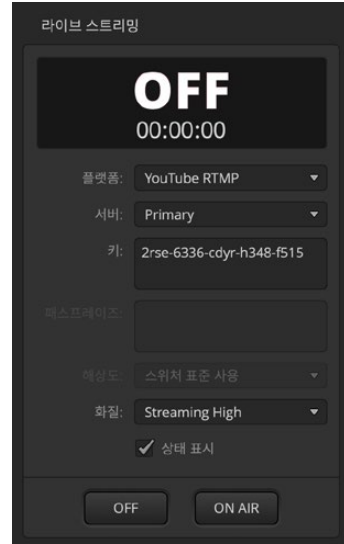 라이브 스트리밍
OFF
00:00:00
플랫폼: YouTube RTMP
서버: Primary
키: 2rse-6336-cdyr-h348-f515
패스프레이즈:
해상도: 스위처 표준 사용
화질: Streaming High
상태 표시
OFF ON AIR